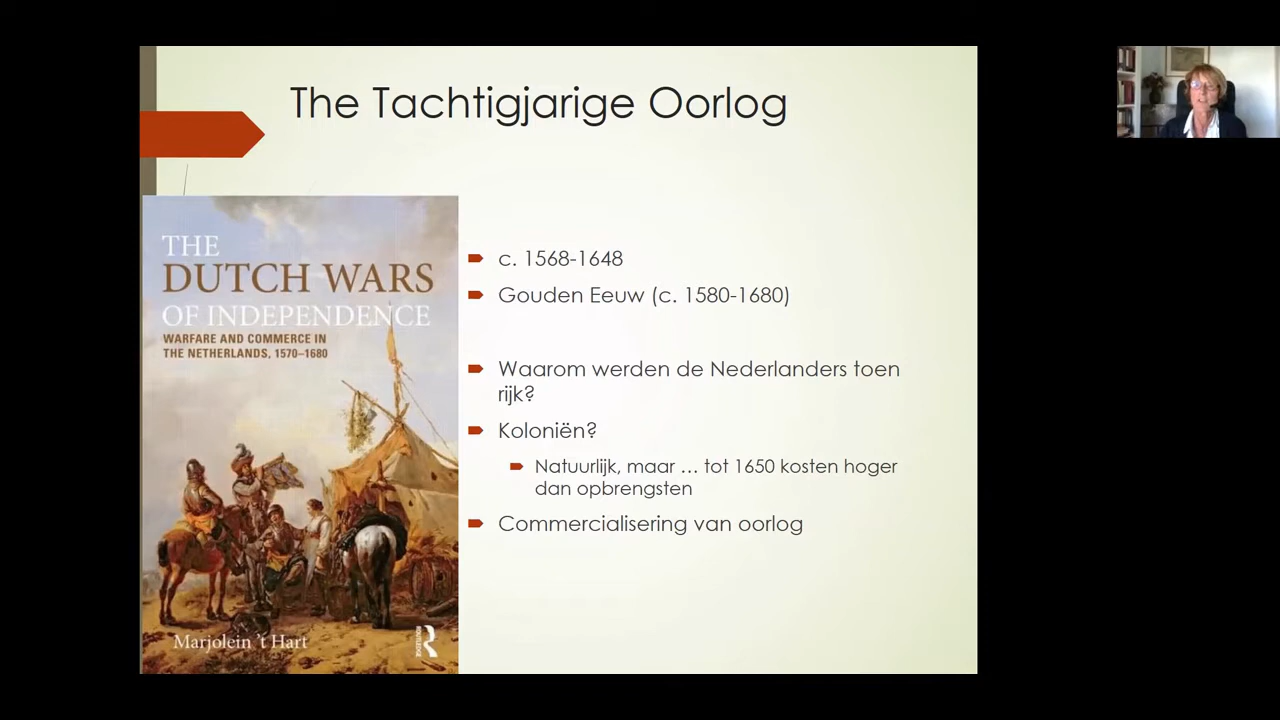 The Tachtigjarige Oorlog
THE
DUTCH WARS
OF INDEPENDENCE
WARFARE AND COMMERCE IN
THE NETHERLANDS, 1570–1680
Marjolein 't Hart
R
ROUTLEDGE
c. 1568-1648
Gouden Eeuw (c. 1580-1680)
Waarom werden de Nederlanders toen
rijk?
Koloniën?
Natuurlijk, maar … tot 1650 kosten hoger
dan opbrengsten
Commercialisering van oorlog